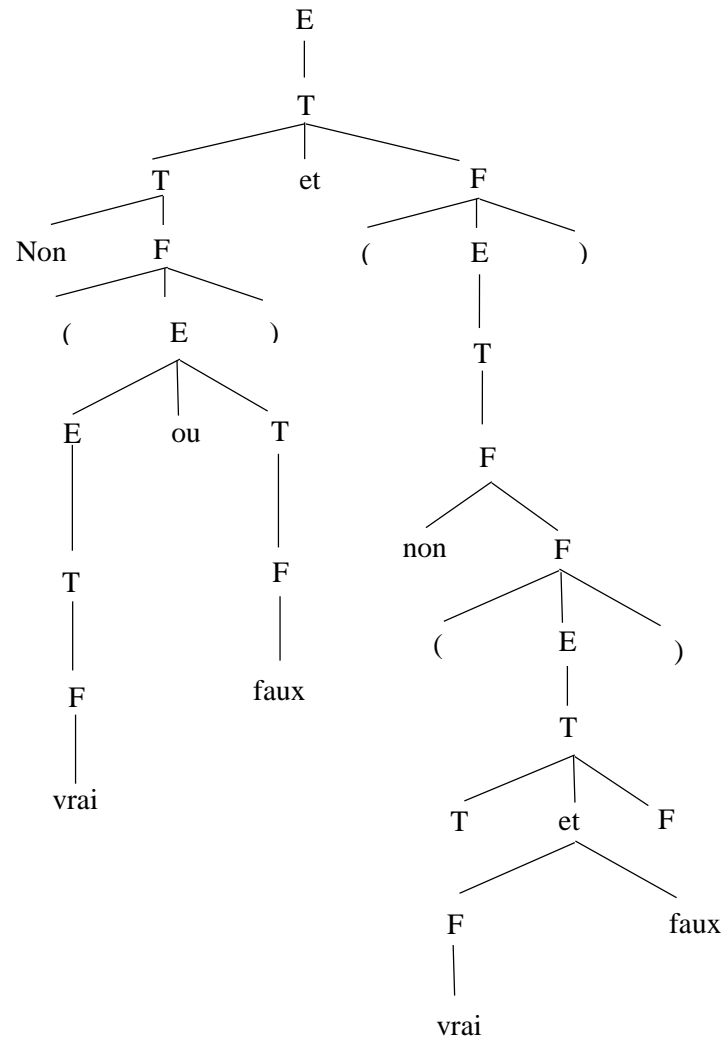 E
T
T et F
Non F ( E )
( E )
E ou T
T
F
non F
T F
( E )
F faux
T
vrai
T et F
F faux
vrai